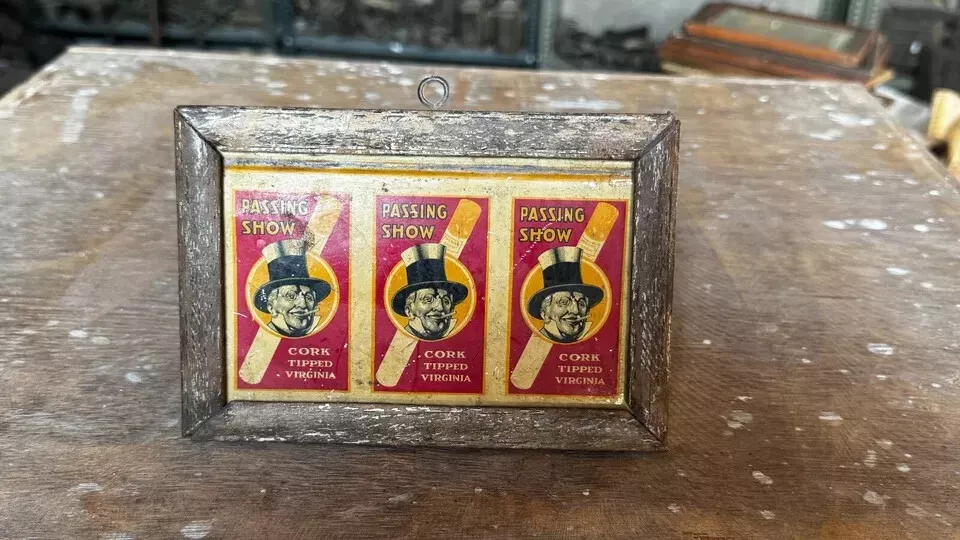 PASSING
SHOW
CORK
TIPPED
VIRGINIA
PASSING
SHOW
CORK
TIPPED
VIRGINIA
PASSING
SHOW
CORK
TIPPED
VIRGINIA